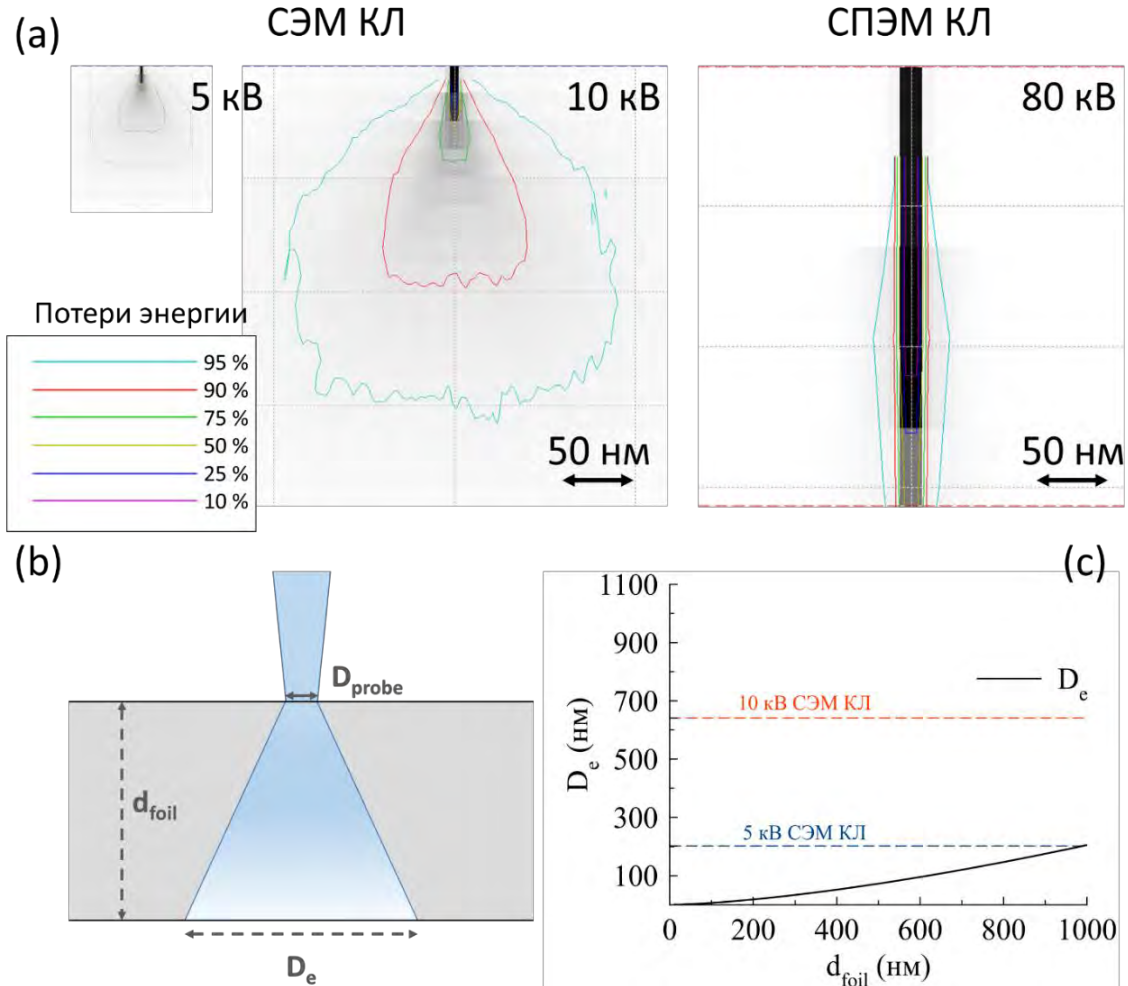 (a)
СЭМ КЛ
СПЭМ КЛ
5 кВ
10 кВ
80 кВ
Потери энергии
95 %
90 %
75 %
50 %
25 %
10 %
50 нм
50 нм
(b)
(c)
D_probe
d_foil
D_e
1100
900
700
500
300
100
D_e (нм)
10 кВ СЭМ КЛ
5 кВ СЭМ КЛ
D_e
0
200
400
600
800
1000
d_foil (нм)